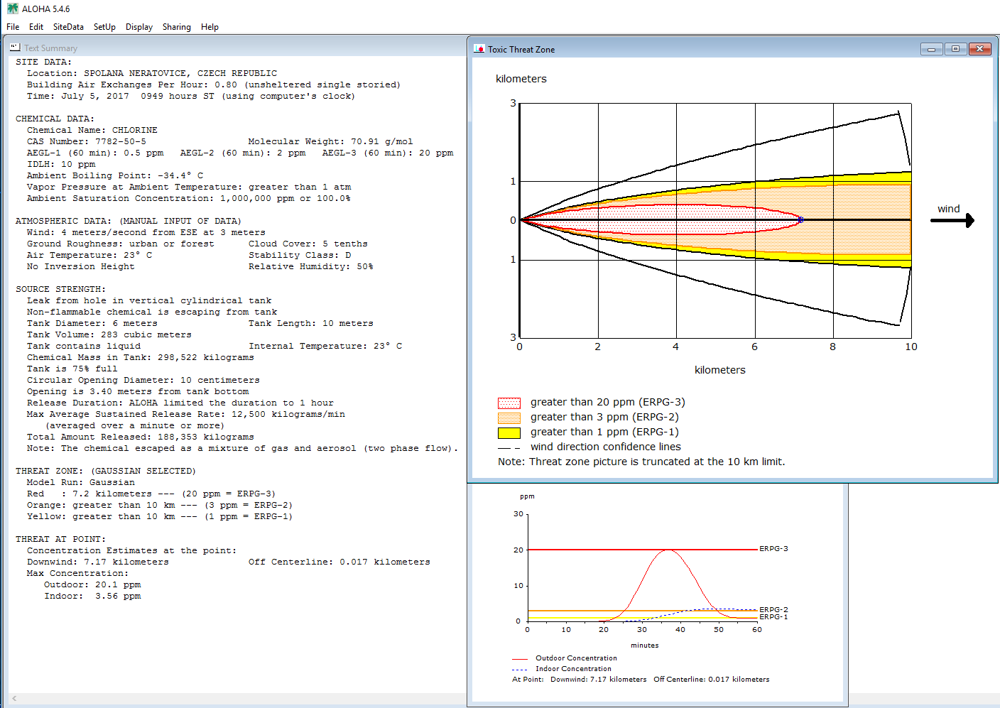 ALOHA 5.4.6
File Edit SiteData SetUp Display Sharing Help
Text Summary
SITE DATA:
Location: SPOLANA NERATOVICE, CZECH REPUBLIC
Building Air Exchanges Per Hour: 0.80 (unsheltered single storied)
Time: July 5, 2017 0949 hours ST (using computer's clock)
CHEMICAL DATA:
Chemical Name: CHLORINE
CAS Number: 7782-50-5 Molecular Weight: 70.91 g/mol
AEGL-1 (60 min): 0.5 ppm AEGL-2 (60 min): 2 ppm AEGL-3 (60 min): 20 ppm
IDLH: 10 ppm
Ambient Boiling Point: -34.4° C
Vapor Pressure at Ambient Temperature: greater than 1 atm
Ambient Saturation Concentration: 1,000,000 ppm or 100.0%
ATMOSPHERIC DATA: (MANUAL INPUT OF DATA)
Wind: 4 meters/second from ESE at 3 meters
Ground Roughness: urban or forest Cloud Cover: 5 tenths
Air Temperature: 23° C Stability Class: D
No Inversion Height Relative Humidity: 50%
SOURCE STRENGTH:
Leak from hole in vertical cylindrical tank
Non-flammable chemical is escaping from tank
Tank Diameter: 6 meters Tank Length: 10 meters
Tank Volume: 283 cubic meters
Tank contains liquid Internal Temperature: 23° C
Chemical Mass in Tank: 298,522 kilograms
Tank is 75% full
Circular Opening Diameter: 10 centimeters
Opening is 3.40 meters from tank bottom
Release Duration: ALOHA limited the duration to 1 hour
Max Average Sustained Release Rate: 12,500 kilograms/min
(averaged over a minute or more)
Total Amount Released: 188,353 kilograms
Note: The chemical escaped as a mixture of gas and aerosol (two phase flow).
THREAT ZONE: (GAUSSIAN SELECTED)
Model Run: Gaussian
Red : 7.2 kilometers --- (20 ppm = ERPG-3)
Orange: greater than 10 km --- (3 ppm = ERPG-2)
Yellow: greater than 10 km --- (1 ppm = ERPG-1)
THREAT AT POINT:
Concentration Estimates at the point:
Downwind: 7.17 kilometers Off Centerline: 0.017 kilometers
Max Concentration:
Outdoor: 20.1 ppm
Indoor: 3.56 ppm
Toxic Threat Zone
kilometers
3
1
0
1
3
0 2 4 6 8 10
kilometers
wind
greater than 20 ppm (ERPG-3)
greater than 3 ppm (ERPG-2)
greater than 1 ppm (ERPG-1)
wind direction confidence lines
Note: Threat zone picture is truncated at the 10 km limit.
ppm
30
20 ERPG-3
10
ERPG-2
ERPG-1
0
0 10 20 30 40 50 60
minutes
Outdoor Concentration
Indoor Concentration
At Point: Downwind: 7.17 kilometers Off Centerline: 0.017 kilometers